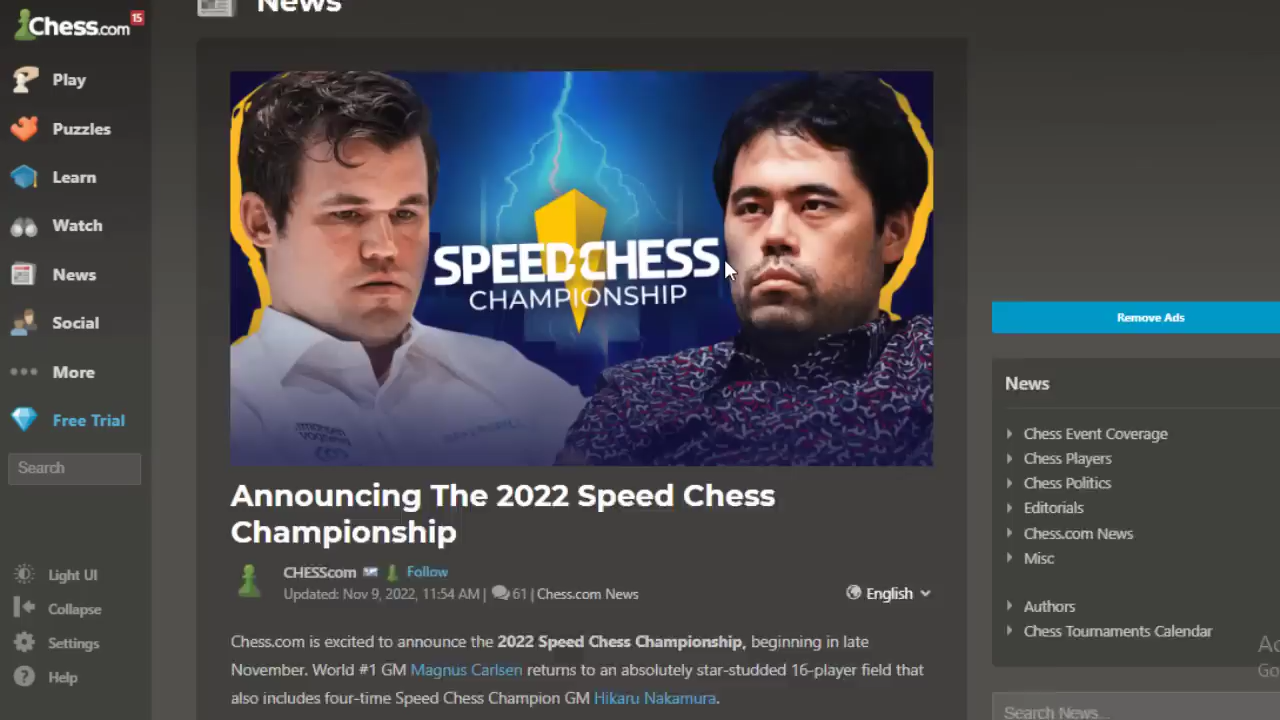 Chess.com
15
Play
Puzzles
Learn
Watch
News
Social
More
Free Trial
Search
Light UI
Collapse
Settings
Help
News
SPEED CHESS
CHAMPIONSHIP
Announcing The 2022 Speed Chess
Championship
CHESScom Follow
Updated: Nov 9, 2022, 11:54 AM | 61 | Chess.com News
English
Chess.com is excited to announce the 2022 Speed Chess Championship, beginning in late
November. World #1 GM Magnus Carlsen returns to an absolutely star-studded 16-player field that
also includes four-time Speed Chess Champion GM Hikaru Nakamura.
Remove Ads
News
Chess Event Coverage
Chess Players
Chess Politics
Editorials
Chess.com News
Misc
Authors
Chess Tournaments Calendar
Search News...